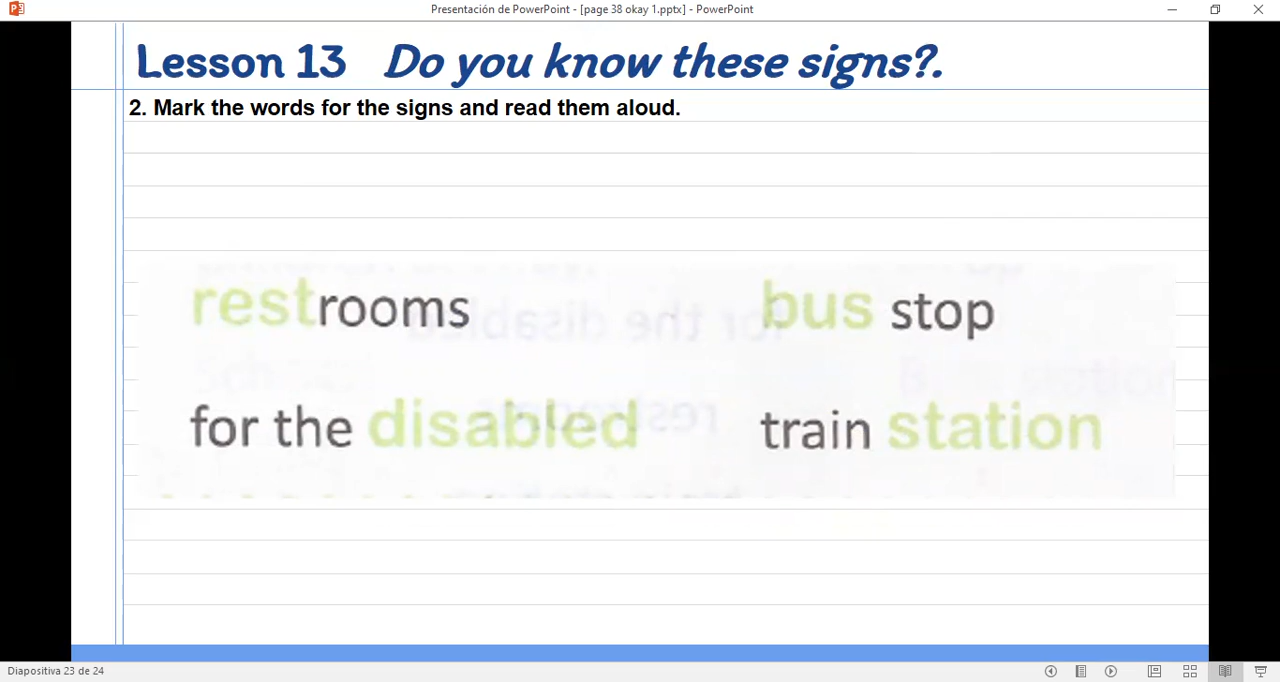 Presentación de PowerPoint - [page 38 okay 1.pptx] - PowerPoint
Lesson 13 Do you know these signs?.
2. Mark the words for the signs and read them aloud.
restrooms bus stop
for the disabled train station
Diapositiva 23 de 24